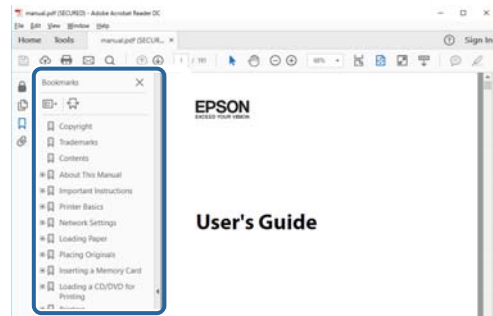 manual.pdf (SECURED) - Adobe Acrobat Reader DC
File Edit View Window Help
Home Tools manual.pdf (SECUR... ×
Sign In
Bookmarks
EPSON
EXCEED YOUR VISION
Copyright
Trademarks
Contents
About This Manual
Important Instructions
Printer Basics
Network Settings
User's Guide
Loading Paper
Placing Originals
Inserting a Memory Card
Loading a CD/DVD for
Printing